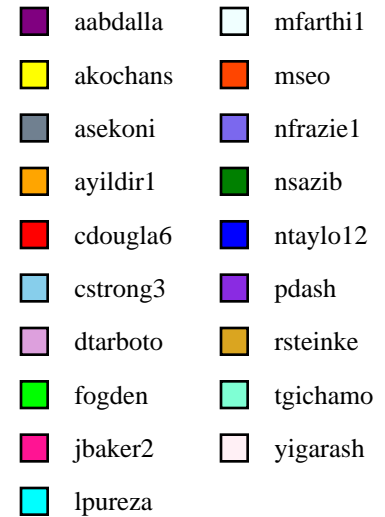 aabdalla
akochans
asekoni
ayildir1
cdougla6
cstrong3
dtarboto
fogden
jbaker2
lpureza
mfarthi1
mseo
nfrazie1
nsazib
ntaylo12
pdash
rsteinke
tgichamo
yigarash